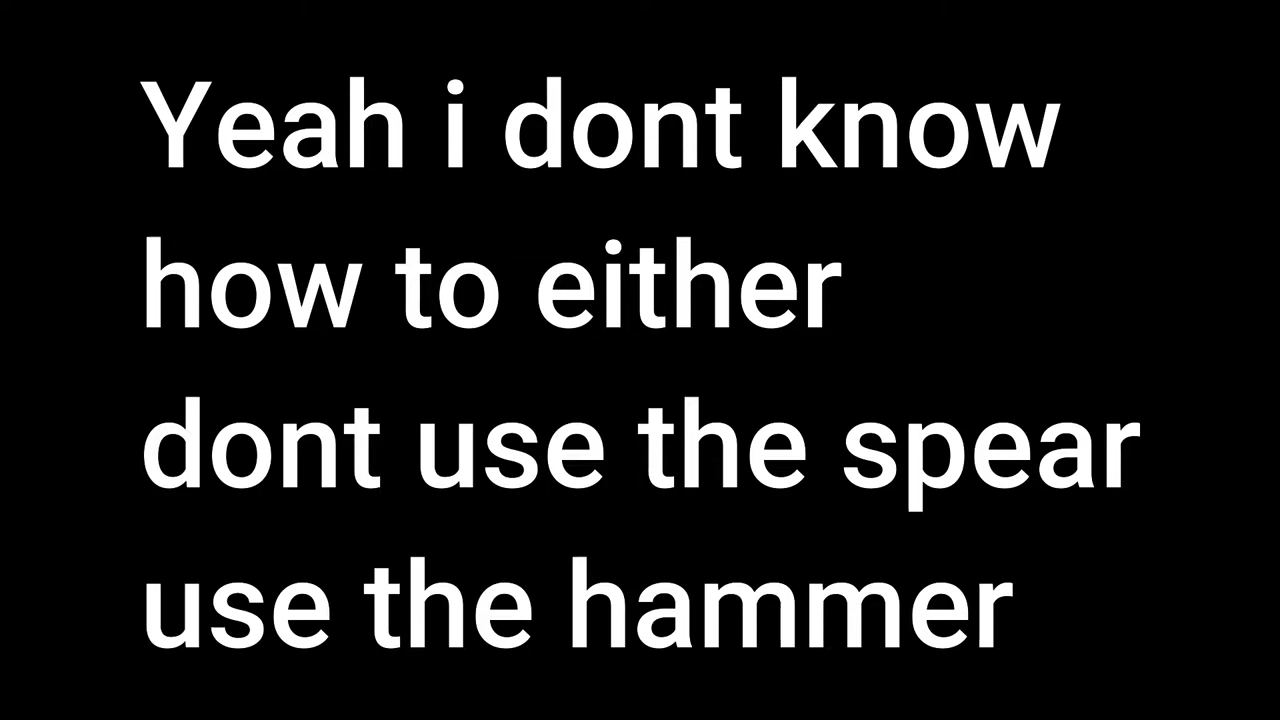 Yeah i dont know
how to either
dont use the spear
use the hammer